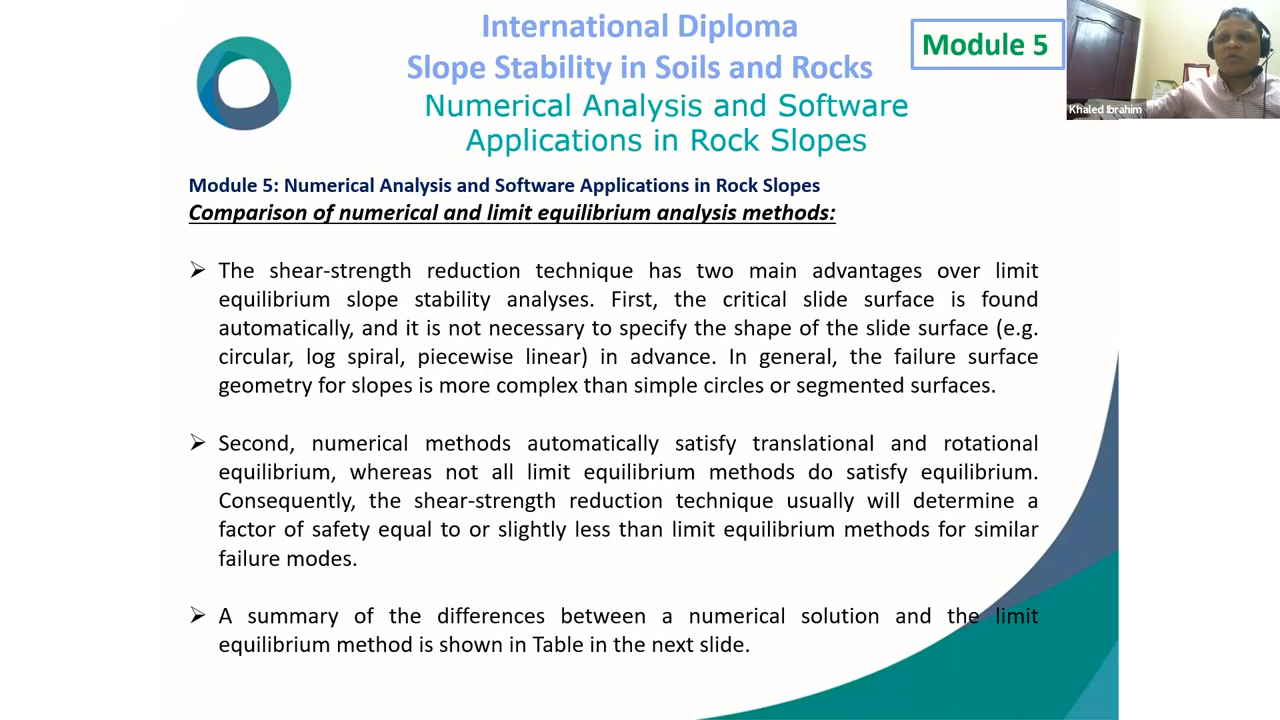 International Diploma
Slope Stability in Soils and Rocks
Module 5
Numerical Analysis and Software
Applications in Rock Slopes
Khaled Ibrahim
Module 5: Numerical Analysis and Software Applications in Rock Slopes
Comparison of numerical and limit equilibrium analysis methods:
➢ The shear-strength reduction technique has two main advantages over limit
equilibrium slope stability analyses. First, the critical slide surface is found
automatically, and it is not necessary to specify the shape of the slide surface (e.g.
circular, log spiral, piecewise linear) in advance. In general, the failure surface
geometry for slopes is more complex than simple circles or segmented surfaces.
➢ Second, numerical methods automatically satisfy translational and rotational
equilibrium, whereas not all limit equilibrium methods do satisfy equilibrium.
Consequently, the shear-strength reduction technique usually will determine a
factor of safety equal to or slightly less than limit equilibrium methods for similar
failure modes.
➢ A summary of the differences between a numerical solution and the limit
equilibrium method is shown in Table in the next slide.